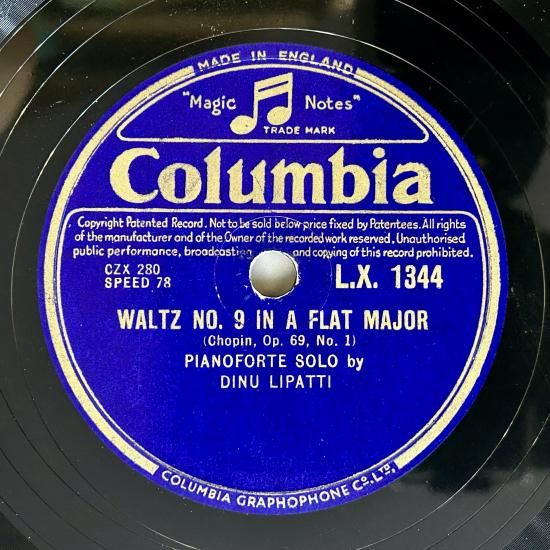 MADE IN ENGLAND
"Magic Notes"
TRADE MARK
Columbia
Copyright Patented Record. Not to be sold below price fixed by Patentees. All rights
of the manufacturer and of the Owner of the recorded work reserved. Unauthorised
public performance, broadcasting and copying of this record prohibited.
CZX 280
SPEED 78
L.X. 1344
WALTZ NO. 9 IN A FLAT MAJOR
(Chopin, Op. 69, No. 1)
PIANOFORTE SOLO by
DINU LIPATTI
COLUMBIA GRAPHOPHONE CO. LTD.